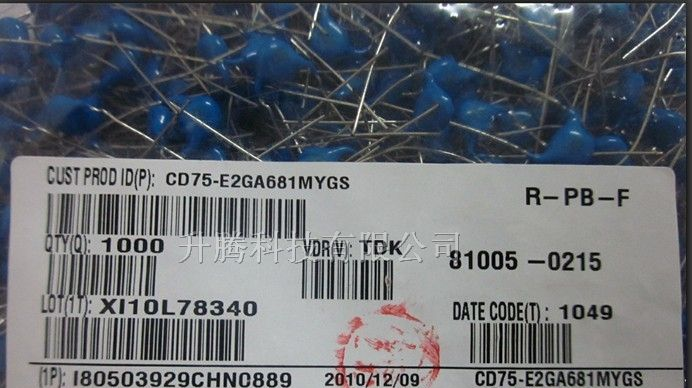 CUST PROD ID(P): CD75-E2GA681MYGS
R-PB-F
QTY(Q): 1000
VDR(V): TDK
81005-0215
升腾科技有限公司
LOT(1T): XI10L78340
DATE CODE(T): 1049
(1P): I80503929CHN0889
2010/12/09
CD75-E2GA681MYGS